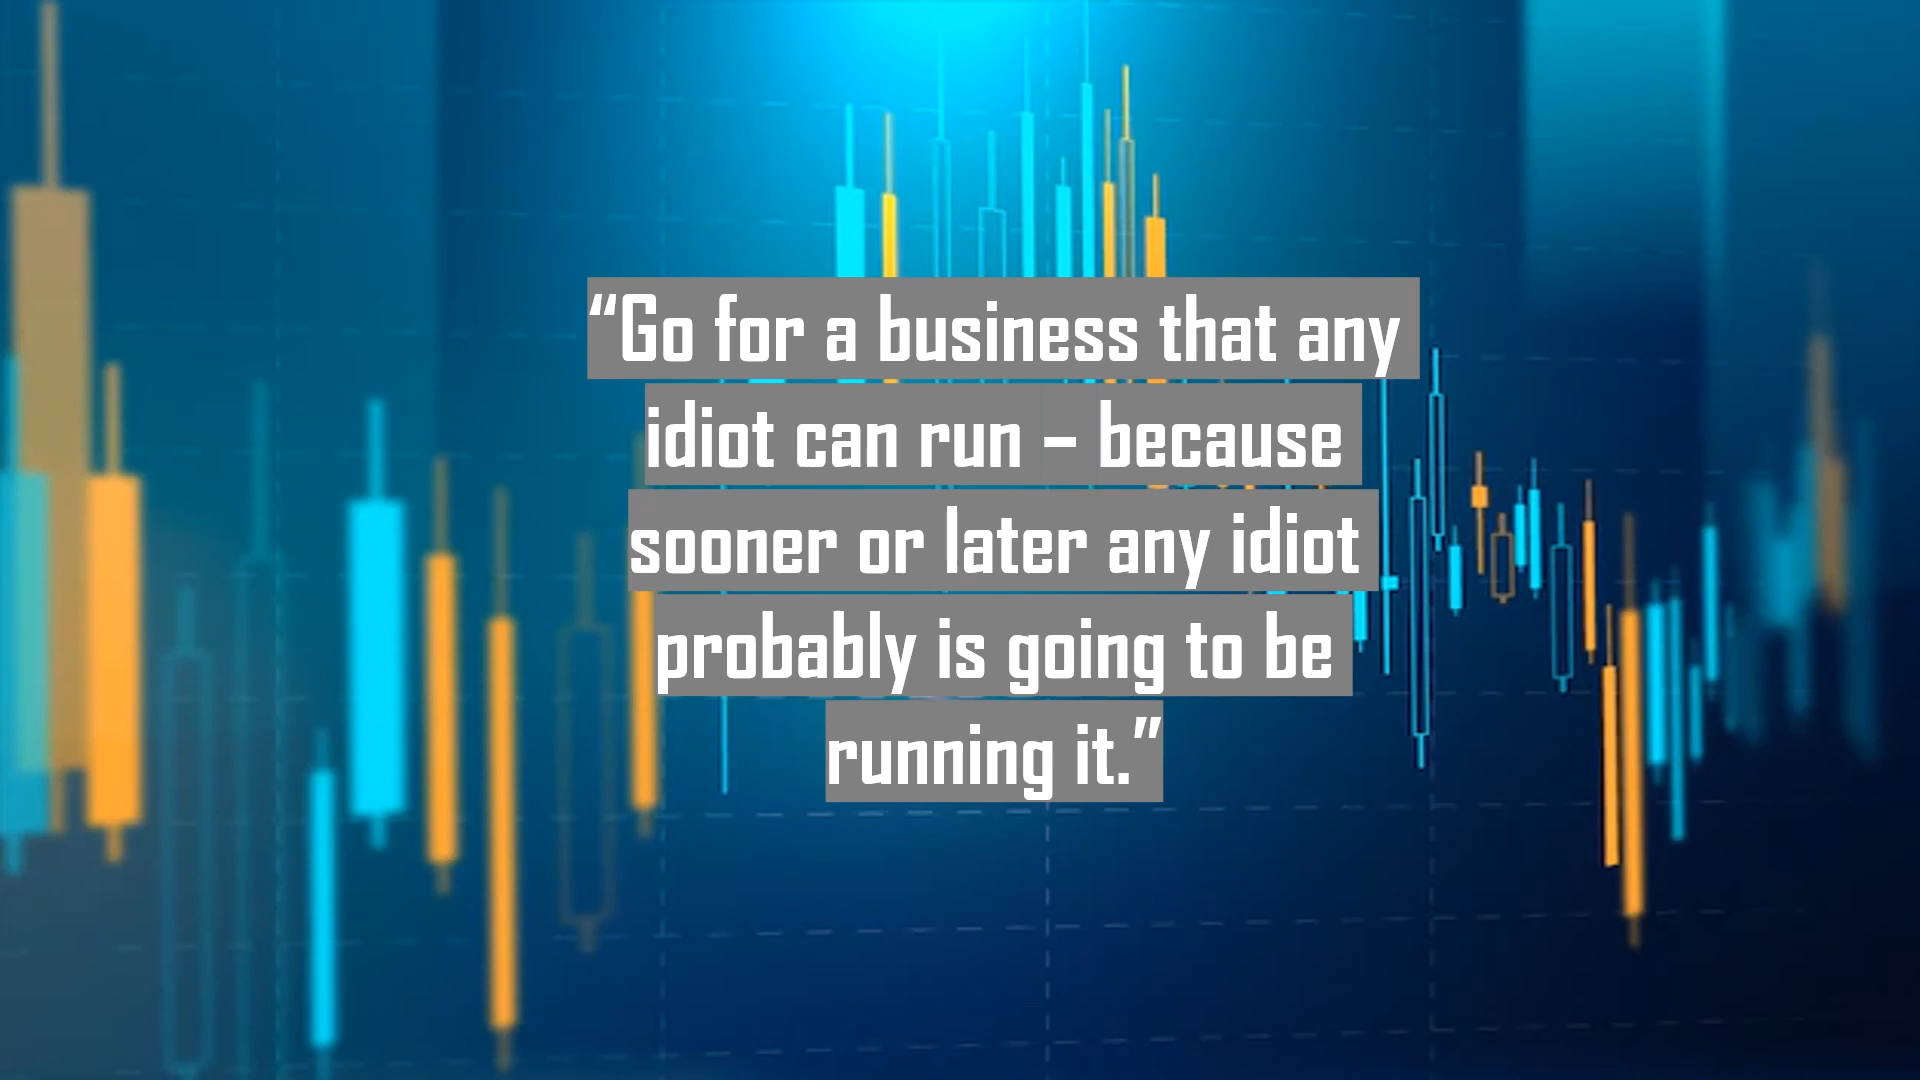 “Go for a business that any
idiot can run – because
sooner or later any idiot
probably is going to be
running it.”